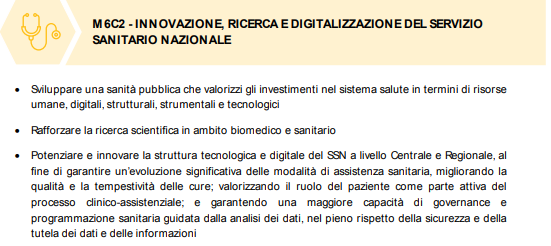 M6C2 - INNOVAZIONE, RICERCA E DIGITALIZZAZIONE DEL SERVIZIO
SANITARIO NAZIONALE
• Sviluppare una sanità pubblica che valorizzi gli investimenti nel sistema salute in termini di risorse
umane, digitali, strutturali, strumentali e tecnologici
• Rafforzare la ricerca scientifica in ambito biomedico e sanitario
• Potenziare e innovare la struttura tecnologica e digitale del SSN a livello Centrale e Regionale, al
fine di garantire un'evoluzione significativa delle modalità di assistenza sanitaria, migliorando la
qualità e la tempestività delle cure; valorizzando il ruolo del paziente come parte attiva del
processo clinico-assistenziale; e garantendo una maggiore capacità di governance e
programmazione sanitaria guidata dalla analisi dei dati, nel pieno rispetto della sicurezza e della
tutela dei dati e delle informazioni